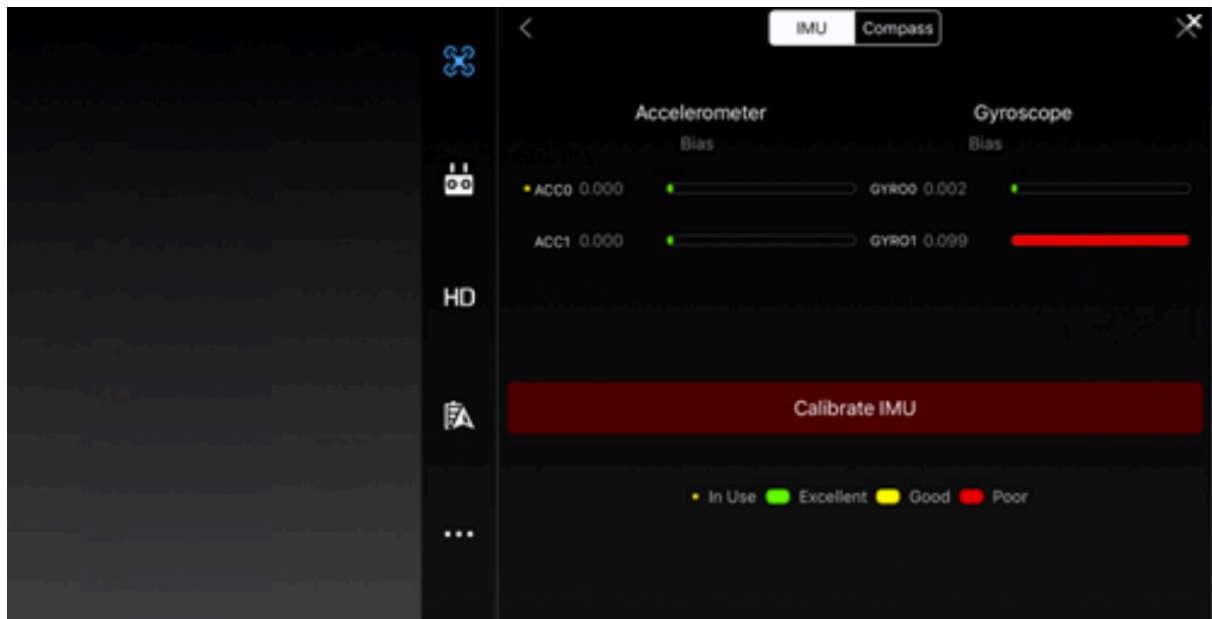 IMU Compass
Accelerometer Gyroscope
Bias Bias
ACC0 0.000 GYRO0 0.002
ACC1 0.000 GYRO1 0.099
HD
Calibrate IMU
In Use Excellent Good Poor